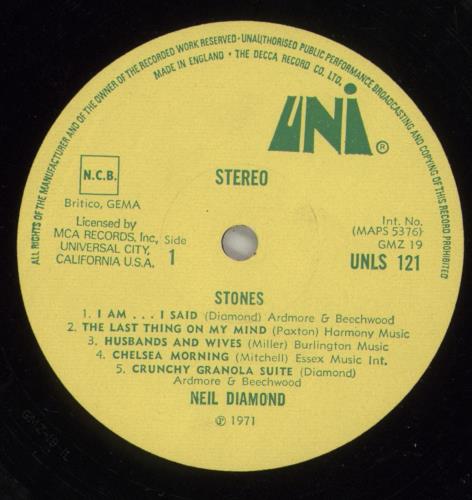 ALL RIGHTS OF THE MANUFACTURER AND OF THE OWNER OF THE RECORDED WORK RESERVED · UNAUTHORISED PUBLIC PERFORMANCE BROADCASTING AND COPYING OF THIS RECORD PROHIBITED
MADE IN ENGLAND · THE DECCA RECORD CO. LTD.
UNI ®
N.C.B.
STEREO
Britico, GEMA
Licensed by
MCA RECORDS, Inc,
UNIVERSAL CITY,
CALIFORNIA U.S.A.
Side
1
Int. No.
(MAPS 5376)
GMZ 19
UNLS 121
STONES
1. I AM . . . I SAID (Diamond) Ardmore & Beechwood
2. THE LAST THING ON MY MIND (Paxton) Harmony Music
3. HUSBANDS AND WIVES (Miller) Burlington Music
4. CHELSEA MORNING (Mitchell) Essex Music Int.
5. CRUNCHY GRANOLA SUITE (Diamond)
Ardmore & Beechwood
NEIL DIAMOND
℗ 1971